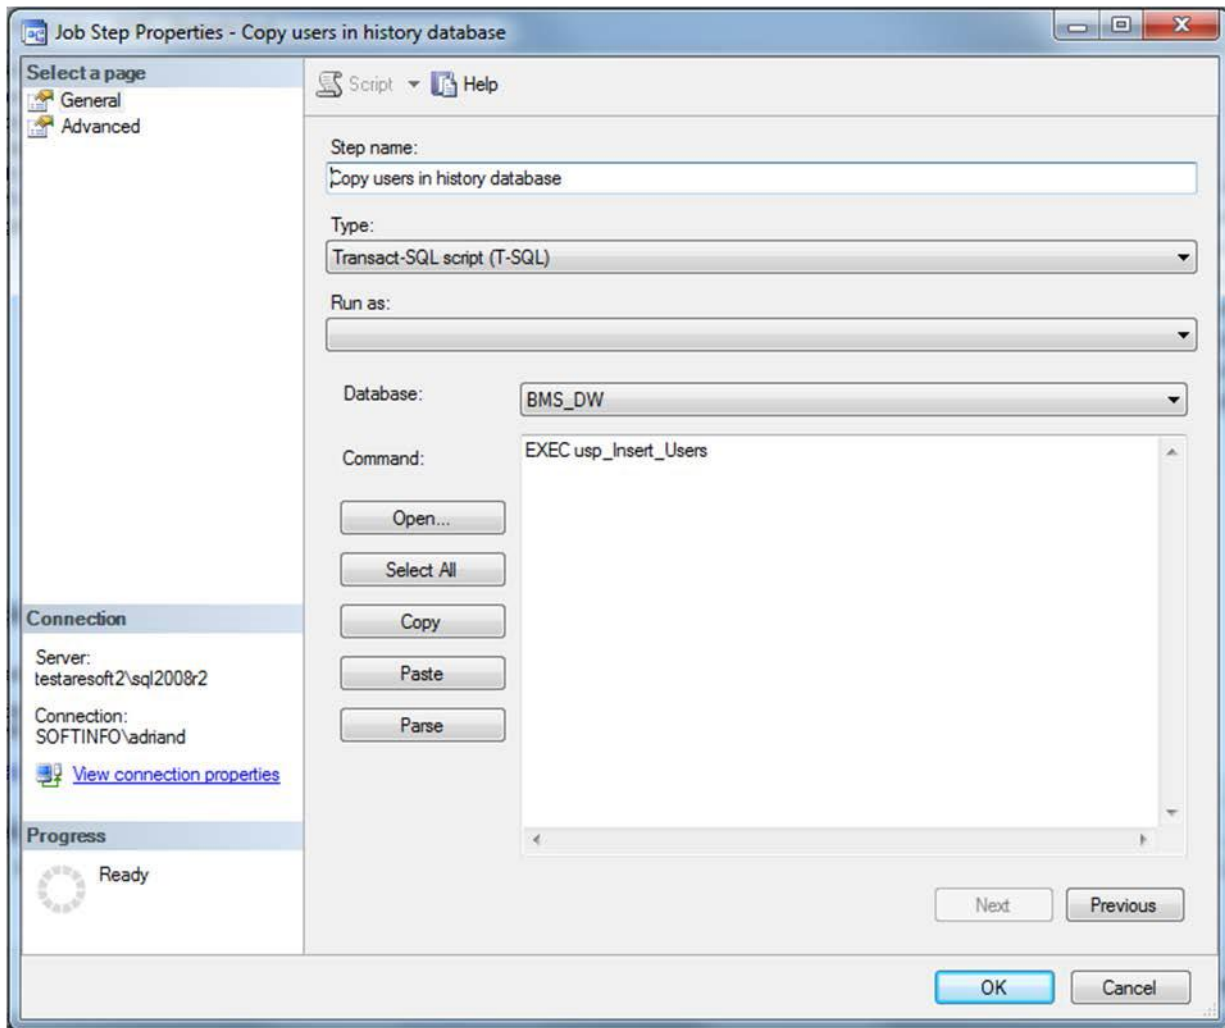 Job Step Properties - Copy users in history database
Select a page
General
Advanced
Script
Help
Step name:
Copy users in history database
Type:
Transact-SQL script (T-SQL)
Run as:
Database:
BMS_DW
Command:
EXEC usp_Insert_Users
Open...
Select All
Copy
Paste
Parse
Connection
Server:
testaresoft2\sql2008r2
Connection:
SOFTINFO\adriand
View connection properties
Progress
Ready
Next
Previous
OK
Cancel